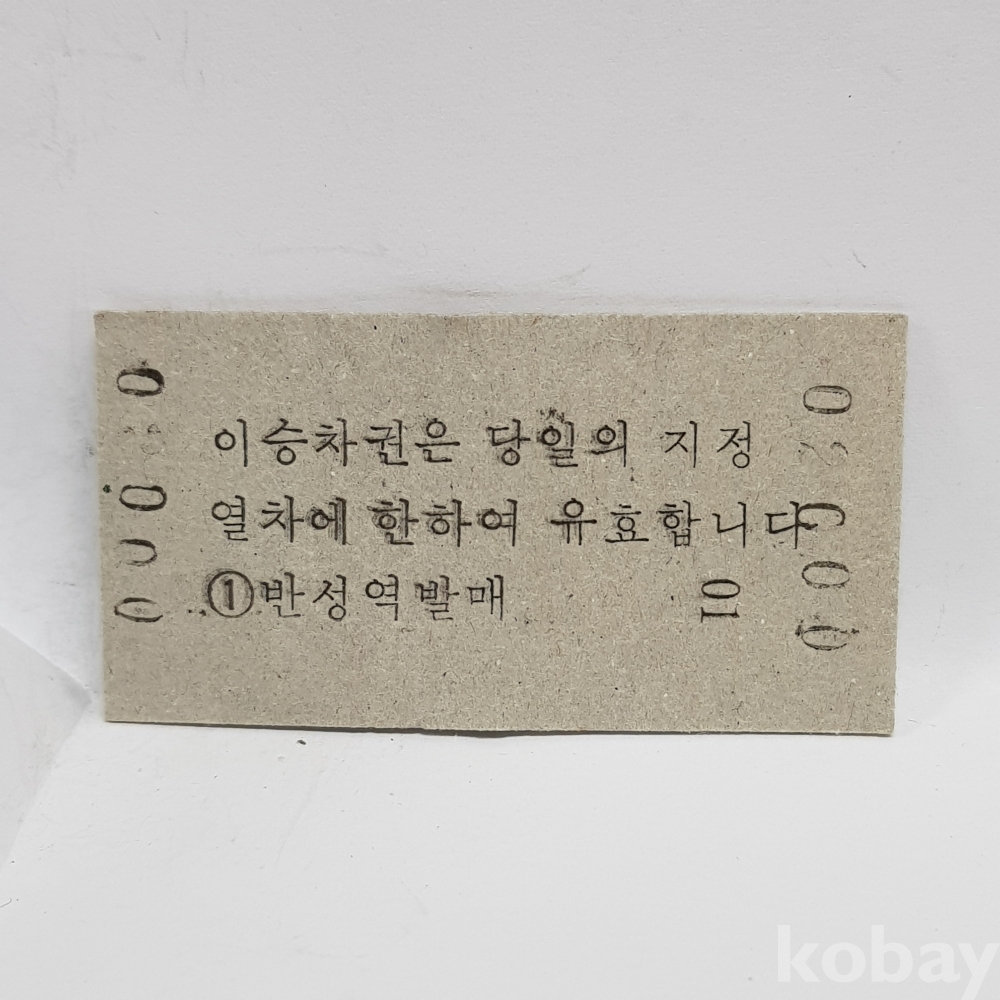 이승차권은 당일의 지정
열차에 한하여 유효합니다
①반성역발매
10
kobay